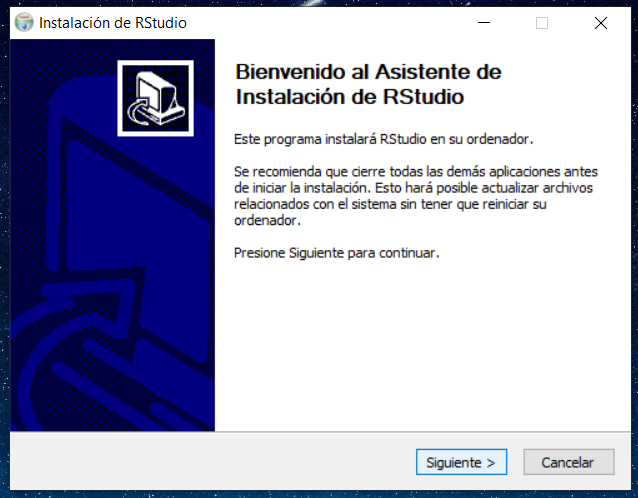 Instalación de RStudio
Bienvenido al Asistente de
Instalación de RStudio
Este programa instalará RStudio en su ordenador.
Se recomienda que cierre todas las demás aplicaciones antes
de iniciar la instalación. Esto hará posible actualizar archivos
relacionados con el sistema sin tener que reiniciar su
ordenador.
Presione Siguiente para continuar.
Siguiente >
Cancelar